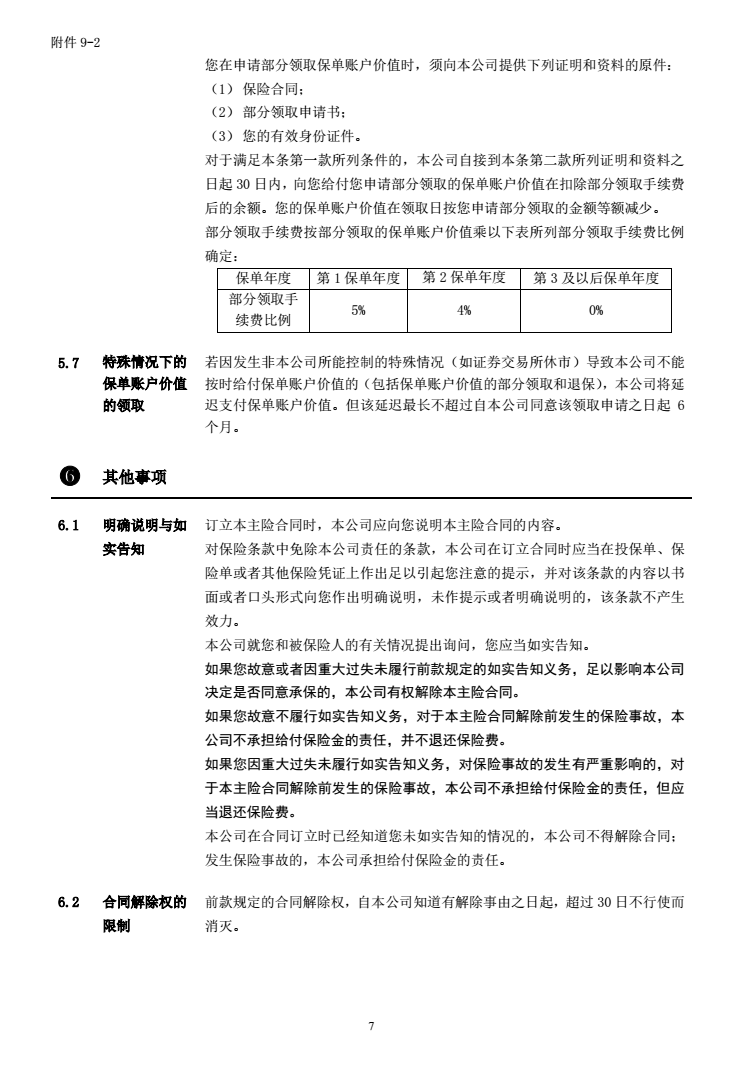 附件 9-2
您在申请部分领取保单账户价值时，须向本公司提供下列证明和资料的原件：
（1） 保险合同；
（2） 部分领取申请书；
（3） 您的有效身份证件。
对于满足本条第一款所列条件的，本公司自接到本条第二款所列证明和资料之
日起 30 日内，向您给付您申请部分领取的保单账户价值在扣除部分领取手续费
后的余额。您的保单账户价值在领取日按您申请部分领取的金额等额减少。
部分领取手续费按部分领取的保单账户价值乘以下表所列部分领取手续费比例
确定：
保单年度 第 1 保单年度 第 2 保单年度 第 3 及以后保单年度
部分领取手
续费比例 5% 4% 0%
5.7 特殊情况下的 若因发生非本公司所能控制的特殊情况（如证券交易所休市）导致本公司不能
保单账户价值 按时给付保单账户价值的（包括保单账户价值的部分领取和退保），本公司将延
的领取 迟支付保单账户价值。但该延迟最长不超过自本公司同意该领取申请之日起 6
个月。
❻ 其他事项
6.1 明确说明与如 订立本主险合同时，本公司应向您说明本主险合同的内容。
实告知 对保险条款中免除本公司责任的条款，本公司在订立合同时应当在投保单、保
险单或者其他保险凭证上作出足以引起您注意的提示，并对该条款的内容以书
面或者口头形式向您作出明确说明，未作提示或者明确说明的，该条款不产生
效力。
本公司就您和被保险人的有关情况提出询问，您应当如实告知。
如果您故意或者因重大过失未履行前款规定的如实告知义务，足以影响本公司
决定是否同意承保的，本公司有权解除本主险合同。
如果您故意不履行如实告知义务，对于本主险合同解除前发生的保险事故，本
公司不承担给付保险金的责任，并不退还保险费。
如果您因重大过失未履行如实告知义务，对保险事故的发生有严重影响的，对
于本主险合同解除前发生的保险事故，本公司不承担给付保险金的责任，但应
当退还保险费。
本公司在合同订立时已经知道您未如实告知的情况的，本公司不得解除合同；
发生保险事故的，本公司承担给付保险金的责任。
6.2 合同解除权的 前款规定的合同解除权，自本公司知道有解除事由之日起，超过 30 日不行使而
限制 消灭。
7